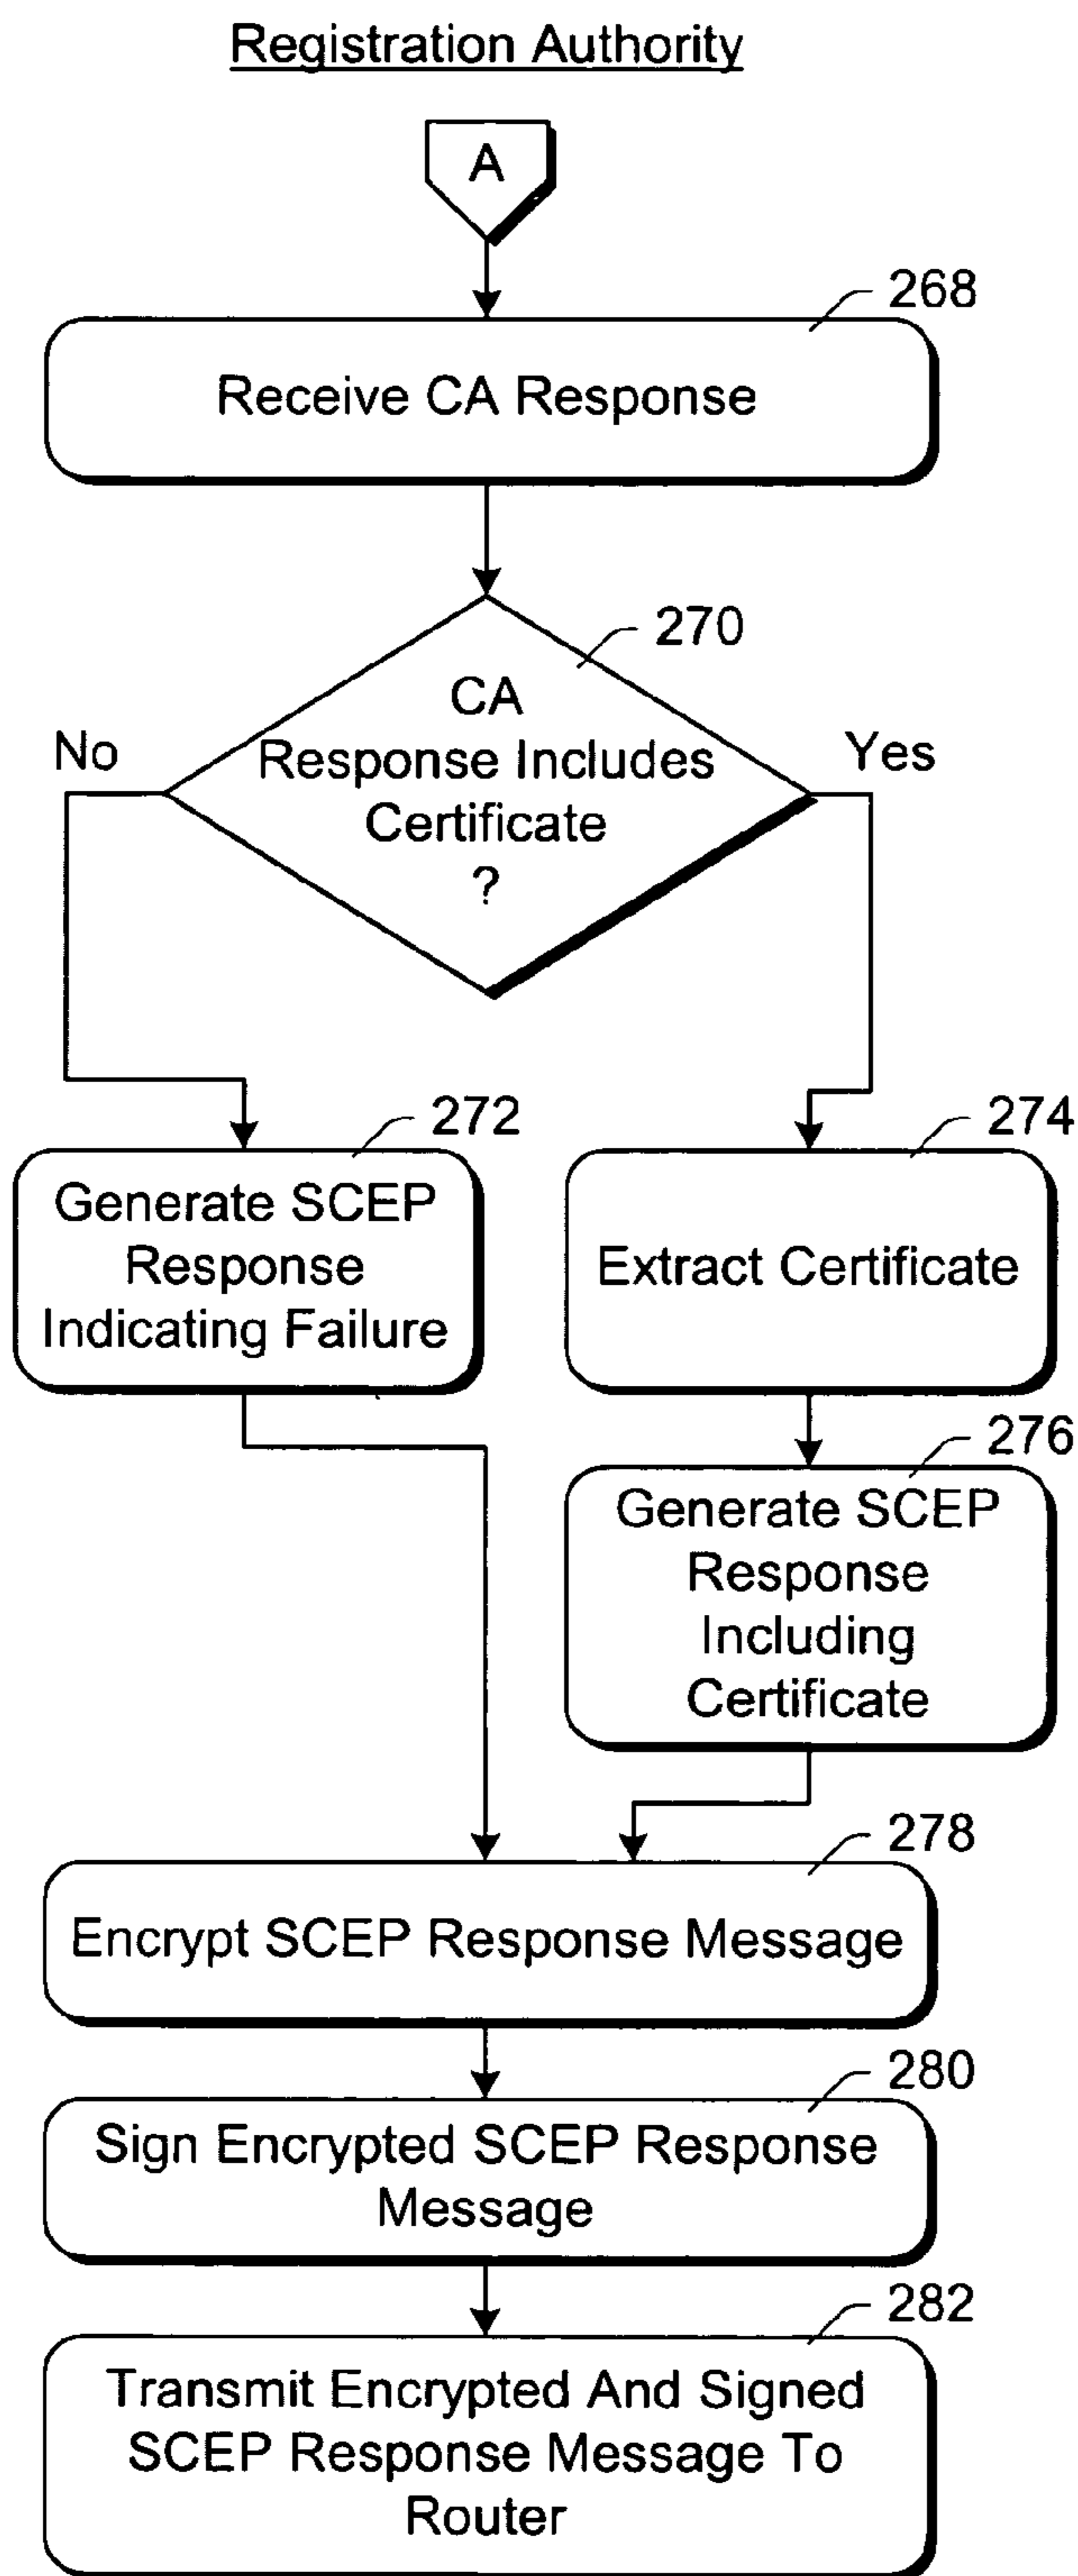 Registration Authority
A
268
Receive CA Response
270
CA
Response Includes
Certificate
?
No
Yes
272
Generate SCEP
Response
Indicating Failure
274
Extract Certificate
276
Generate SCEP
Response
Including
Certificate
278
Encrypt SCEP Response Message
280
Sign Encrypted SCEP Response
Message
282
Transmit Encrypted And Signed
SCEP Response Message To
Router